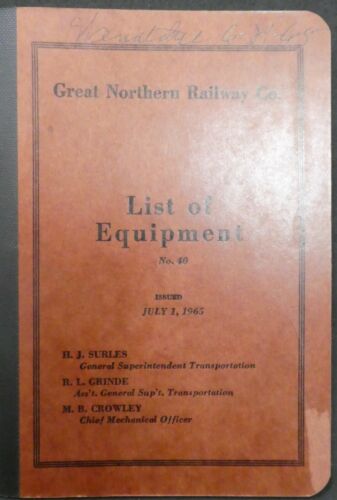 Great Northern Railway Co.
List of
Equipment
No. 40
ISSUED
JULY 1, 1965
H. J. SURLES
General Superintendent Transportation
R. L. GRINDE
Ass't. General Sup't. Transportation
M. B. CROWLEY
Chief Mechanical Officer